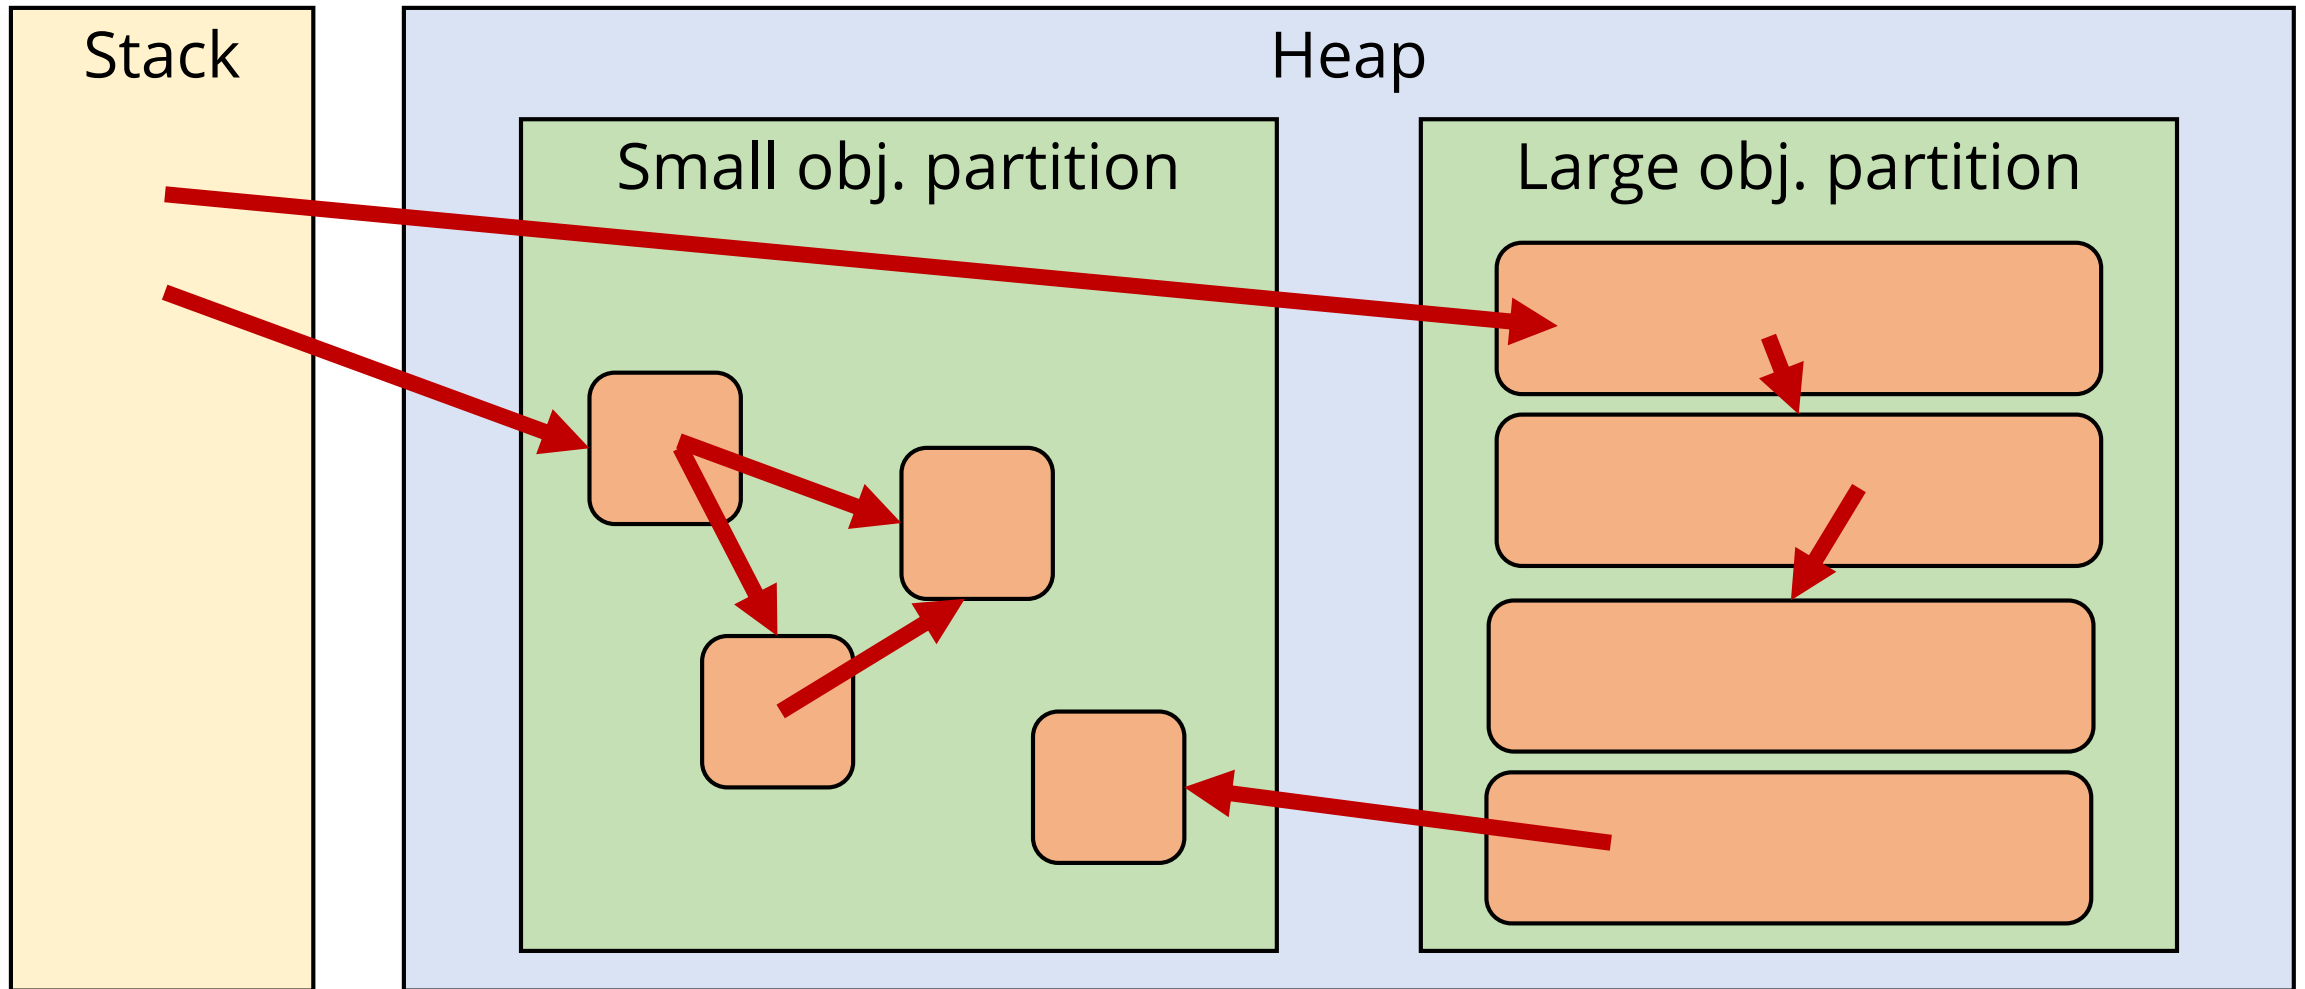 Stack
Heap
Small obj. partition
Large obj. partition